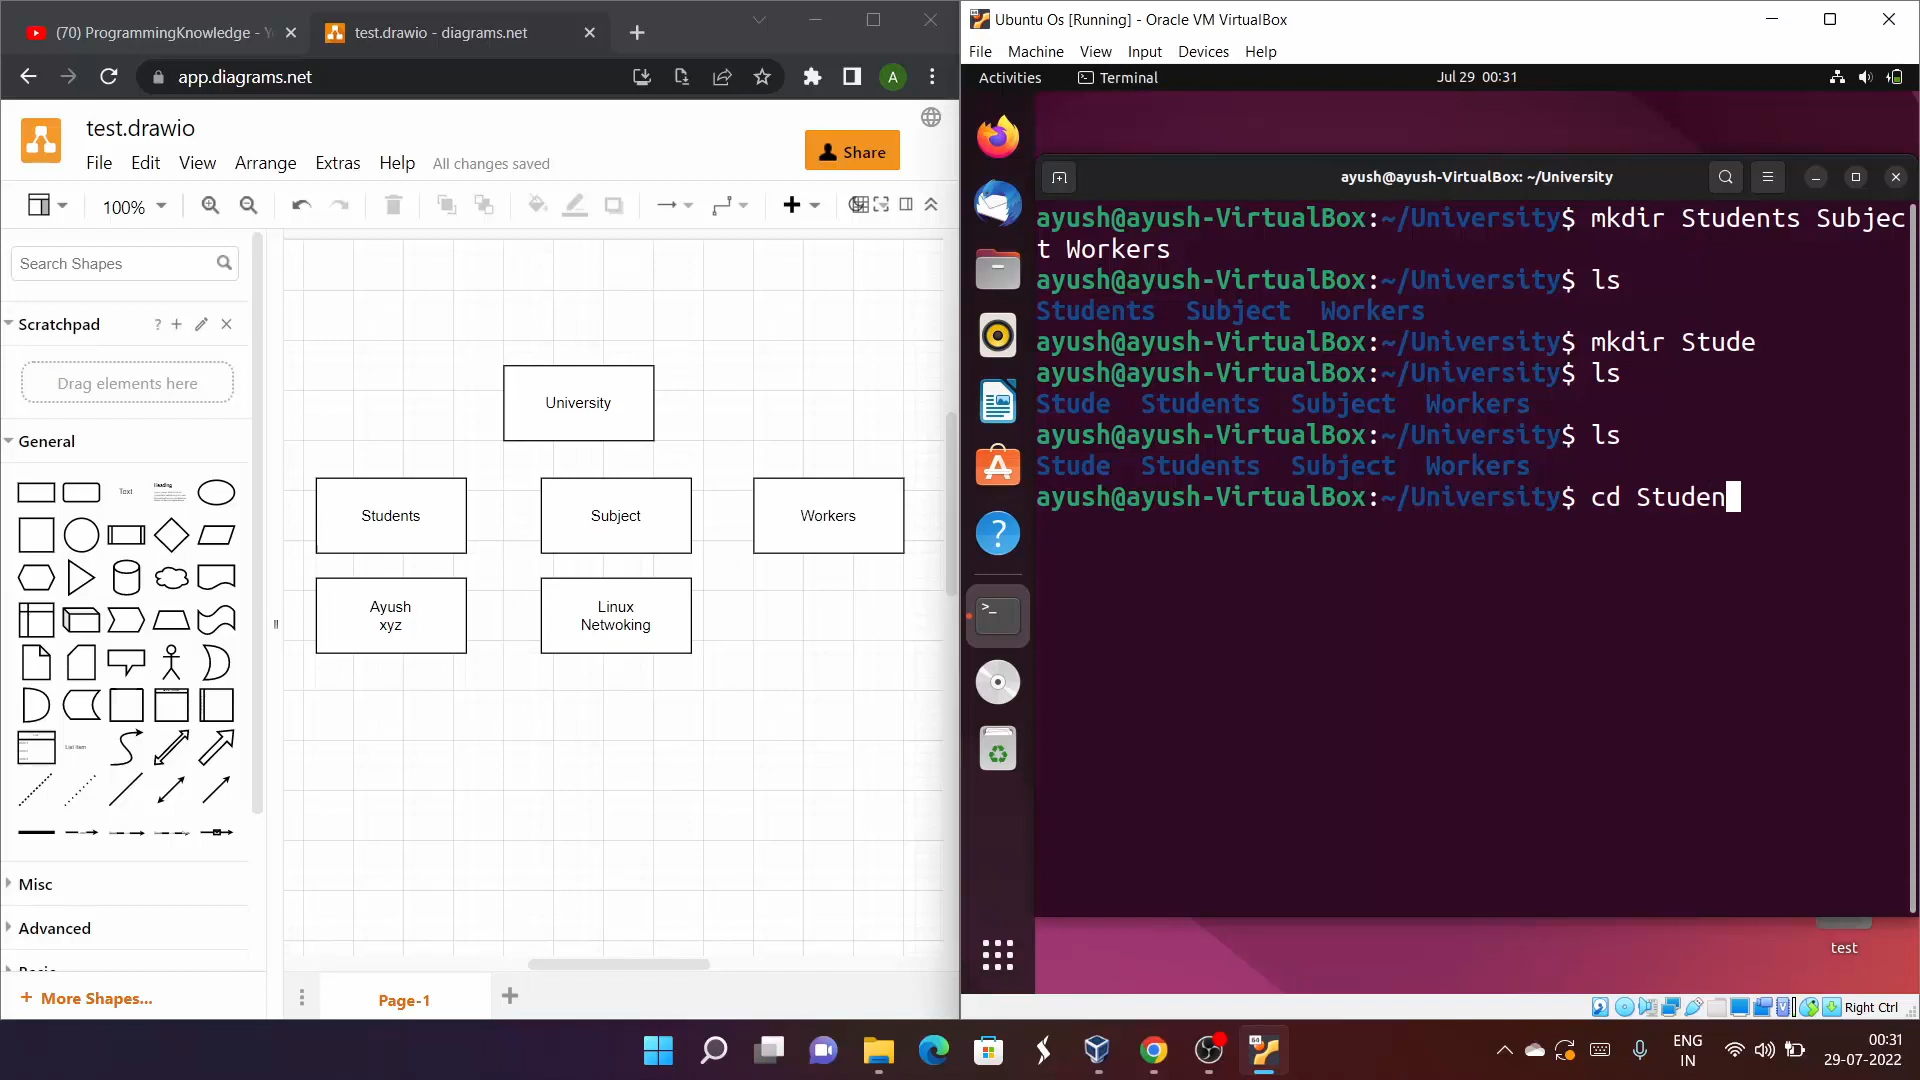 (70) ProgrammingKnowledge - Y
test.drawio - diagrams.net
app.diagrams.net
A
test.drawio
File Edit View Arrange Extras Help All changes saved
Share
100%
Search Shapes
Scratchpad
?
Drag elements here
General
Text
Heading
List Item
Misc
Advanced
+ More Shapes...
University
Students
Subject
Workers
Ayush
xyz
Linux
Netwoking
Page-1
Ubuntu Os [Running] - Oracle VM VirtualBox
File Machine View Input Devices Help
Activities
Terminal
Jul 29 00:31
ayush@ayush-VirtualBox: ~/University
ayush@ayush-VirtualBox:~/University$ mkdir Students Subjec
t Workers
ayush@ayush-VirtualBox:~/University$ ls
Students Subject Workers
ayush@ayush-VirtualBox:~/University$ mkdir Stude
ayush@ayush-VirtualBox:~/University$ ls
Stude Students Subject Workers
ayush@ayush-VirtualBox:~/University$ ls
Stude Students Subject Workers
ayush@ayush-VirtualBox:~/University$ cd Studen
test
Right Ctrl
ENG
IN
00:31
29-07-2022